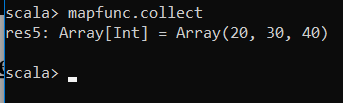 scala> mapfunc.collect
res5: Array[Int] = Array(20, 30, 40)
scala>